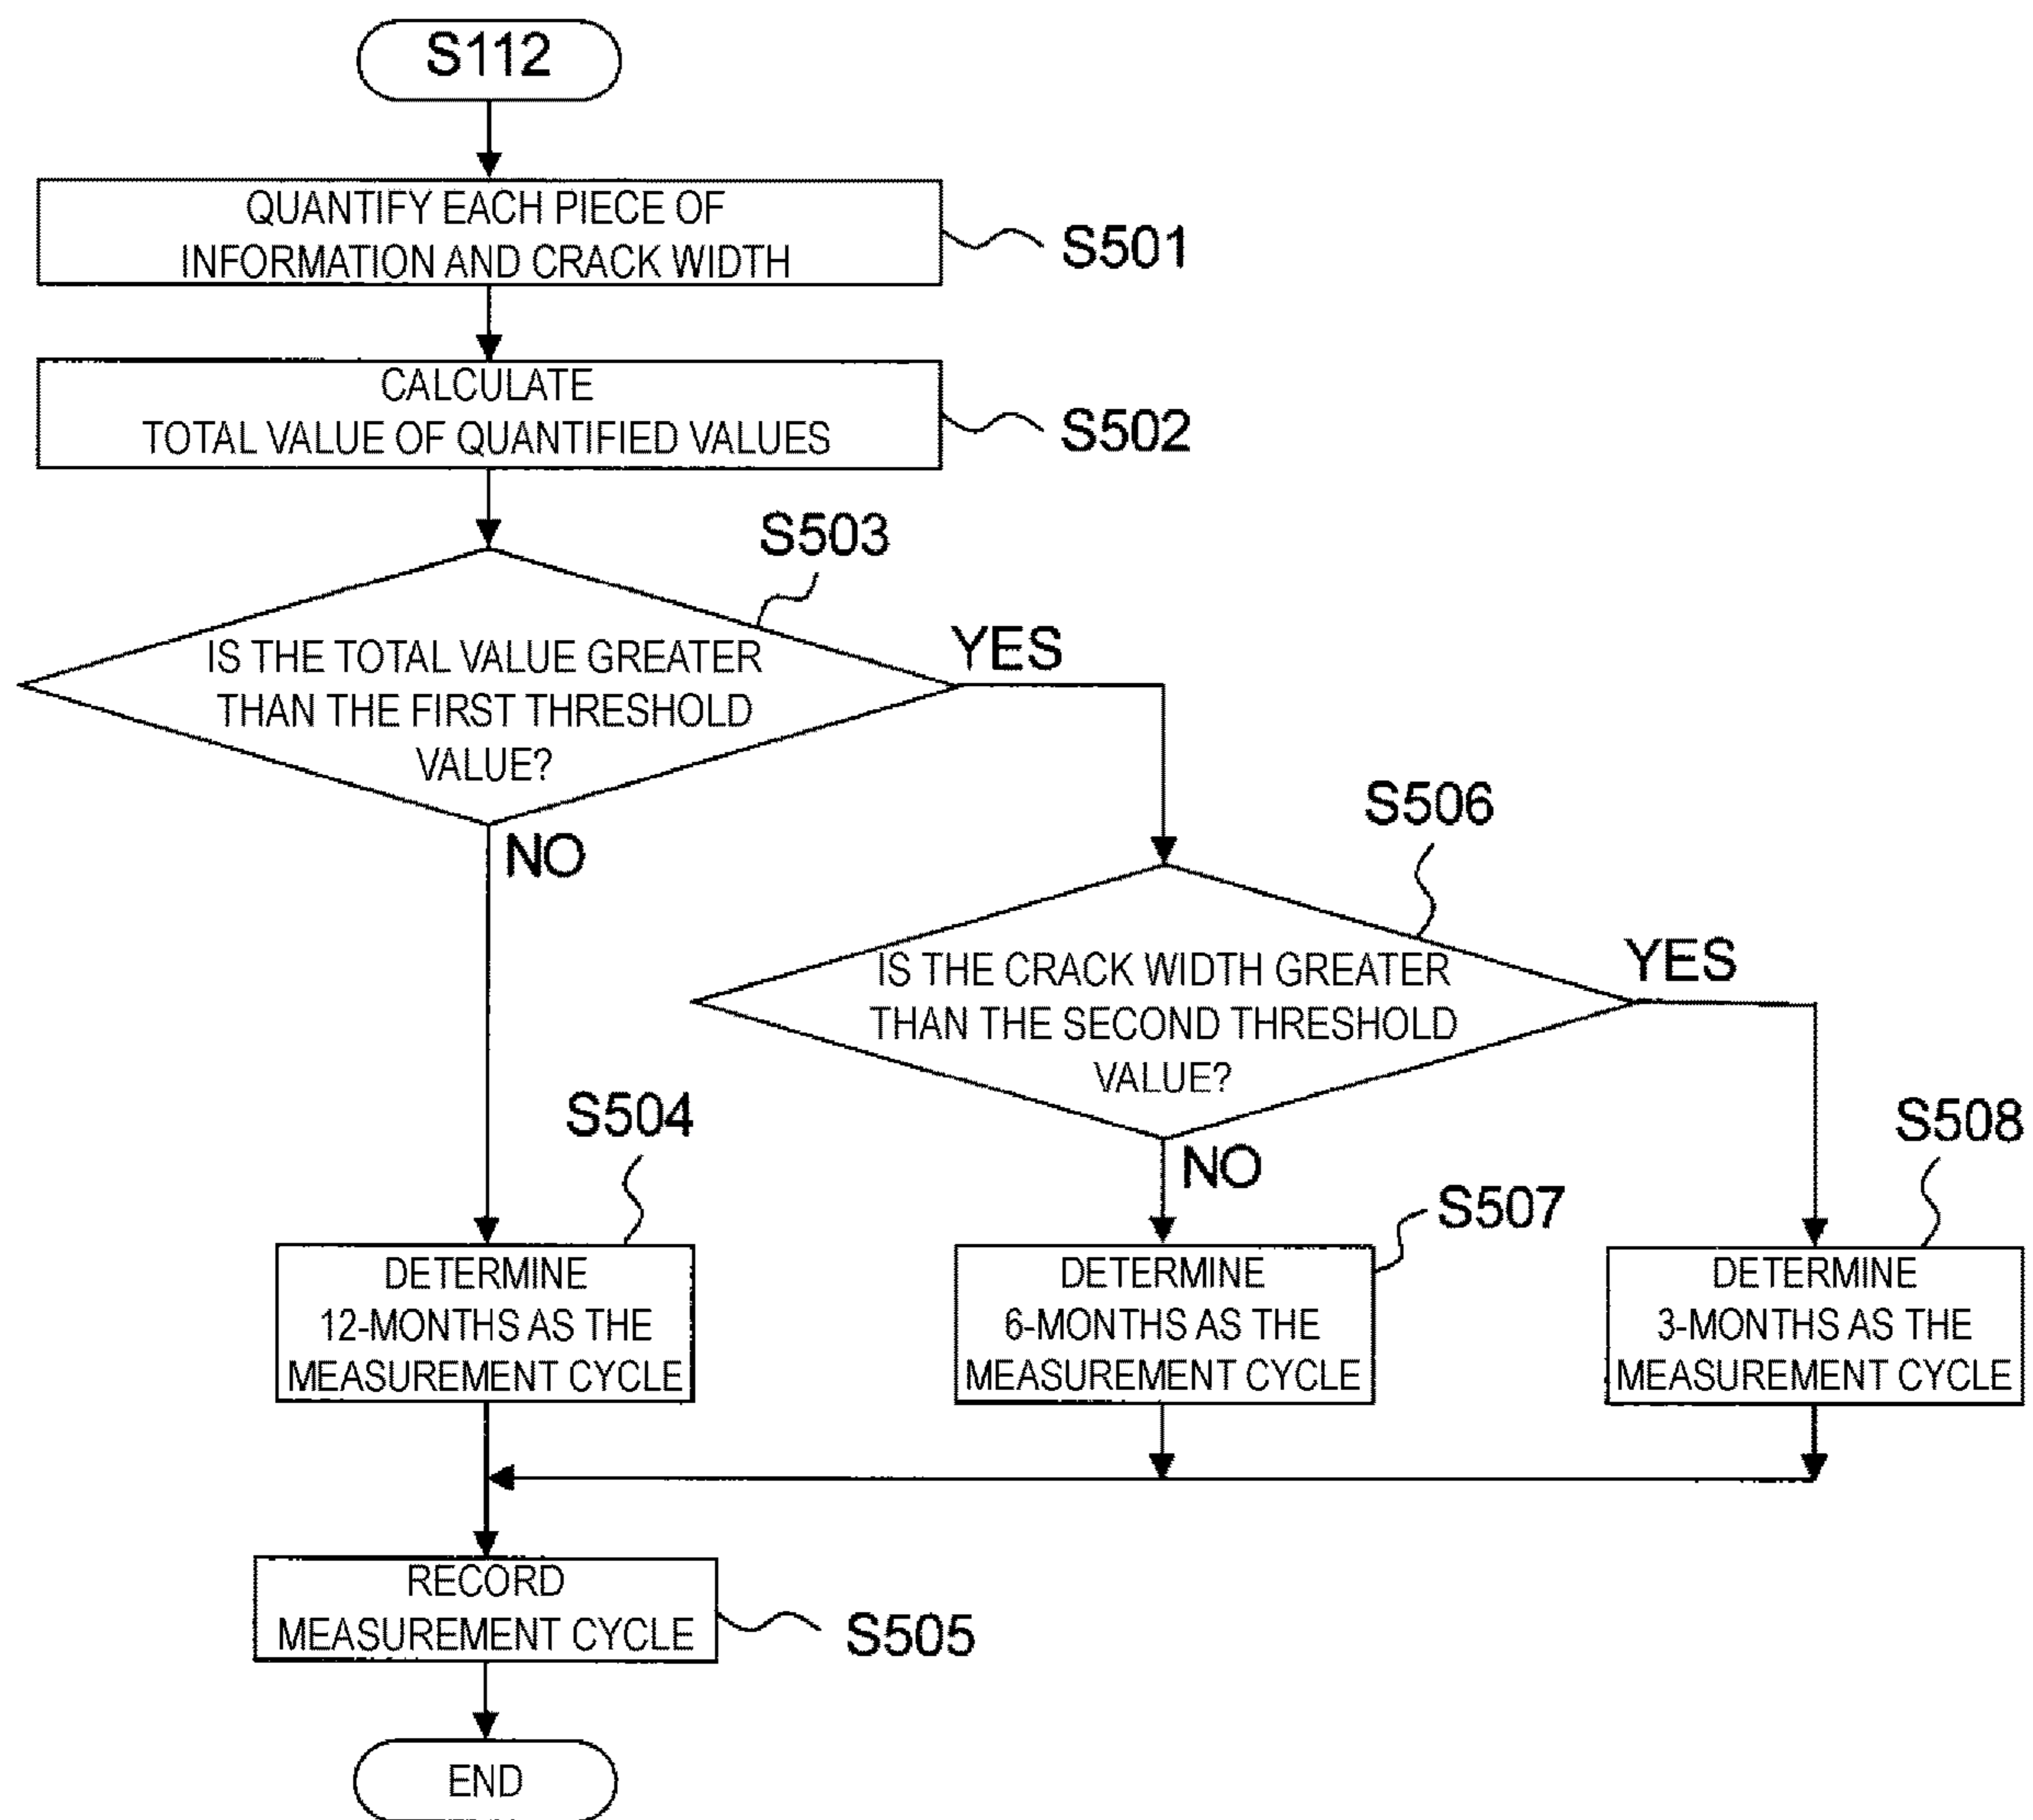 S112
QUANTIFY EACH PIECE OF
INFORMATION AND CRACK WIDTH
S501
CALCULATE
TOTAL VALUE OF QUANTIFIED VALUES
S502
S503
IS THE TOTAL VALUE GREATER
THAN THE FIRST THRESHOLD
VALUE?
YES
NO
S506
IS THE CRACK WIDTH GREATER
THAN THE SECOND THRESHOLD
VALUE?
YES
NO
S504
DETERMINE
12-MONTHS AS THE
MEASUREMENT CYCLE
S507
DETERMINE
6-MONTHS AS THE
MEASUREMENT CYCLE
S508
DETERMINE
3-MONTHS AS THE
MEASUREMENT CYCLE
RECORD
MEASUREMENT CYCLE
S505
END